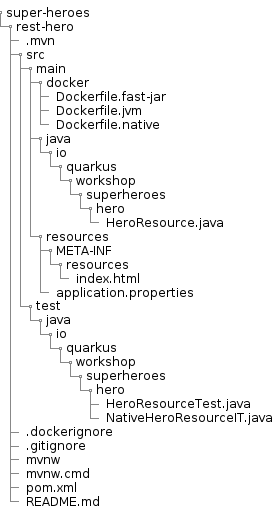 super-heroes
rest-hero
.mvn
src
main
docker
Dockerfile.fast-jar
Dockerfile.jvm
Dockerfile.native
java
io
quarkus
workshop
superheroes
hero
HeroResource.java
resources
META-INF
resources
index.html
application.properties
test
java
io
quarkus
workshop
superheroes
hero
HeroResourceTest.java
NativeHeroResourceIT.java
.dockerignore
.gitignore
mvnw
mvnw.cmd
pom.xml
README.md